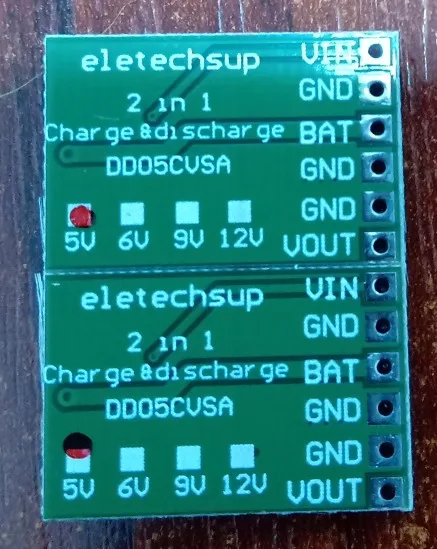 eletechsup VIN
2 in 1 GND
Charge&discharge BAT
DD05CVSA GND
GND
5V 6V 9V 12V VOUT
eletechsup VIN
2 in 1 GND
Charge&discharge BAT
DD05CVSA GND
GND
5V 6V 9V 12V VOUT